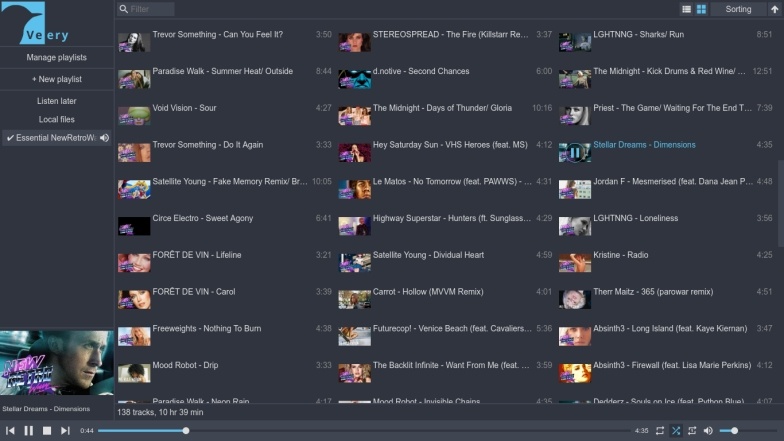 Veery
Manage playlists
+ New playlist
Listen later
Local files
✔ Essential NewRetroWa
NEW
RETRO
Wave
Stellar Dreams - Dimensions
Filter
Sorting
Trevor Something - Can You Feel It? 3:50
STEREOSPREAD - The Fire (Killstarr Re... 3:37
LGHTNNG - Sharks/ Run 8:51
Paradise Walk - Summer Heat/ Outside 8:44
d.notive - Second Chances 6:00
The Midnight - Kick Drums & Red Wine/ ... 12:51
Void Vision - Sour 4:27
The Midnight - Days of Thunder/ Gloria 10:16
Priest - The Game/ Waiting For The End T... 7:39
Trevor Something - Do It Again 3:33
Hey Saturday Sun - VHS Heroes (feat. MS) 4:12
Stellar Dreams - Dimensions 4:35
Satellite Young - Fake Memory Remix/ Br... 10:05
Le Matos - No Tomorrow (feat. PAWWS) - ... 4:31
Jordan F - Mesmerised (feat. Dana Jean P... 4:48
Circe Electro - Sweet Agony 6:41
Highway Superstar - Hunters (ft. Sunglass... 4:29
LGHTNNG - Loneliness 3:56
FORÊT DE VIN - Lifeline 3:21
Satellite Young - Dividual Heart 4:59
Kristine - Radio 4:25
FORÊT DE VIN - Carol 3:39
Carrot - Hollow (MVVM Remix) 4:01
Therr Maitz - 365 (parowar remix) 4:51
Freeweights - Nothing To Burn 4:38
Futurecop! - Venice Beach (feat. Cavaliers... 5:36
Absinth3 - Long Island (feat. Kaye Kiernan) 3:47
Mood Robot - Drip 3:33
The Backlit Infinite - Want From Me (feat. ... 3:59
Absinth3 - Firewall (feat. Lisa Marie Perkins) 4:12
Paradise Walk - Neon Rain 4:17
Mood Robot - Invisible Chains 4:35
Dedderz - Souls on Ice (feat. Python Blue) 4:07
138 tracks, 10 hr 39 min
0:44
4:35